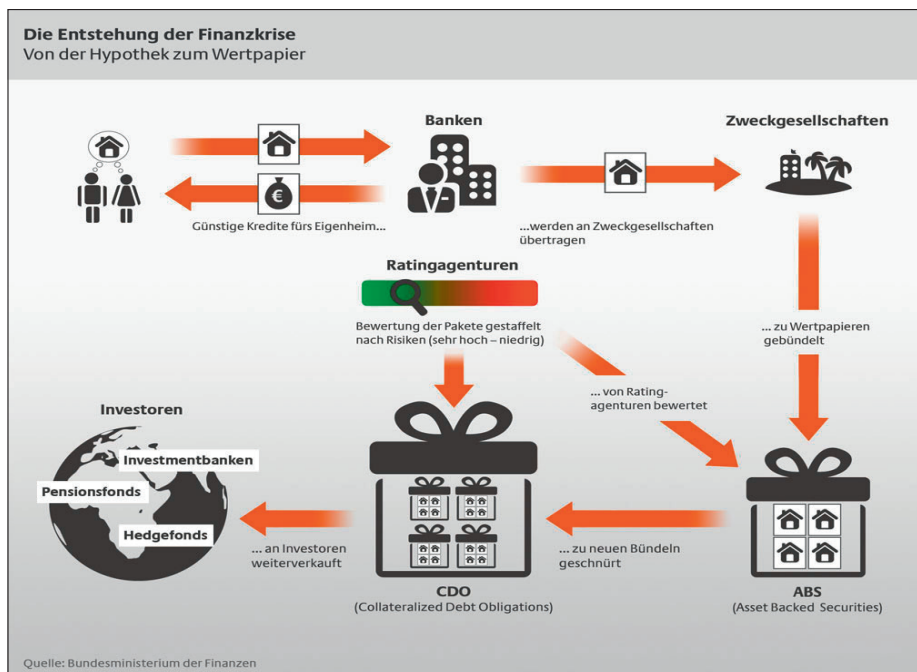 Die Entstehung der Finanzkrise
Von der Hypothek zum Wertpapier
Banken
Zweckgesellschaften
€
Günstige Kredite fürs Eigenheim...
...werden an Zweckgesellschaften
übertragen
Ratingagenturen
Bewertung der Pakete gestaffelt
nach Risiken (sehr hoch – niedrig)
... zu Wertpapieren
gebündelt
... von Rating-
agenturen bewertet
Investoren
Investmentbanken
Pensionsfonds
Hedgefonds
... an Investoren
weiterverkauft
... zu neuen Bündeln
geschnürt
CDO
(Collateralized Debt Obligations)
ABS
(Asset Backed Securities)
Quelle: Bundesministerium der Finanzen